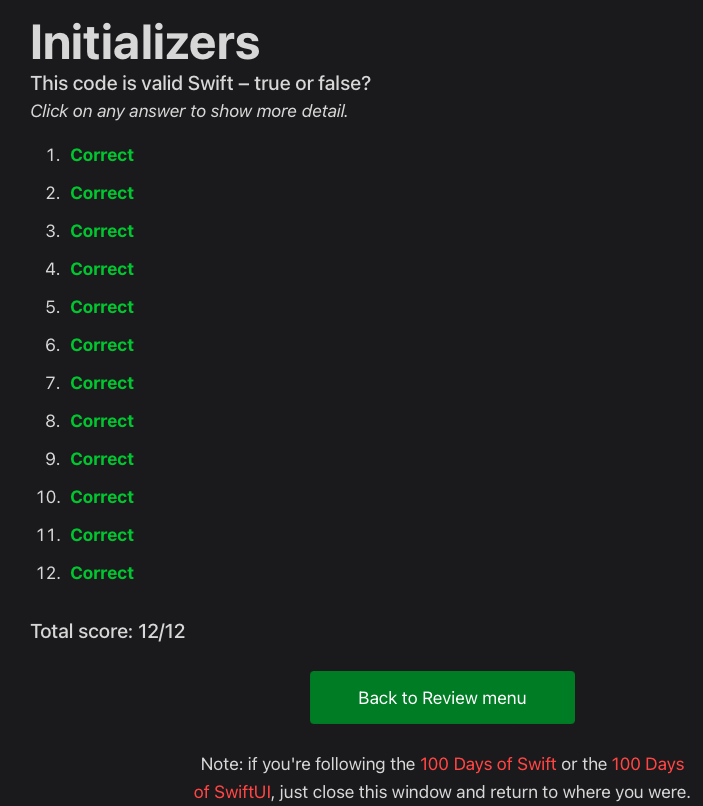 Initializers
This code is valid Swift – true or false?
Click on any answer to show more detail.
1. Correct
2. Correct
3. Correct
4. Correct
5. Correct
6. Correct
7. Correct
8. Correct
9. Correct
10. Correct
11. Correct
12. Correct
Total score: 12/12
Back to Review menu
Note: if you're following the 100 Days of Swift or the 100 Days
of SwiftUI, just close this window and return to where you were.